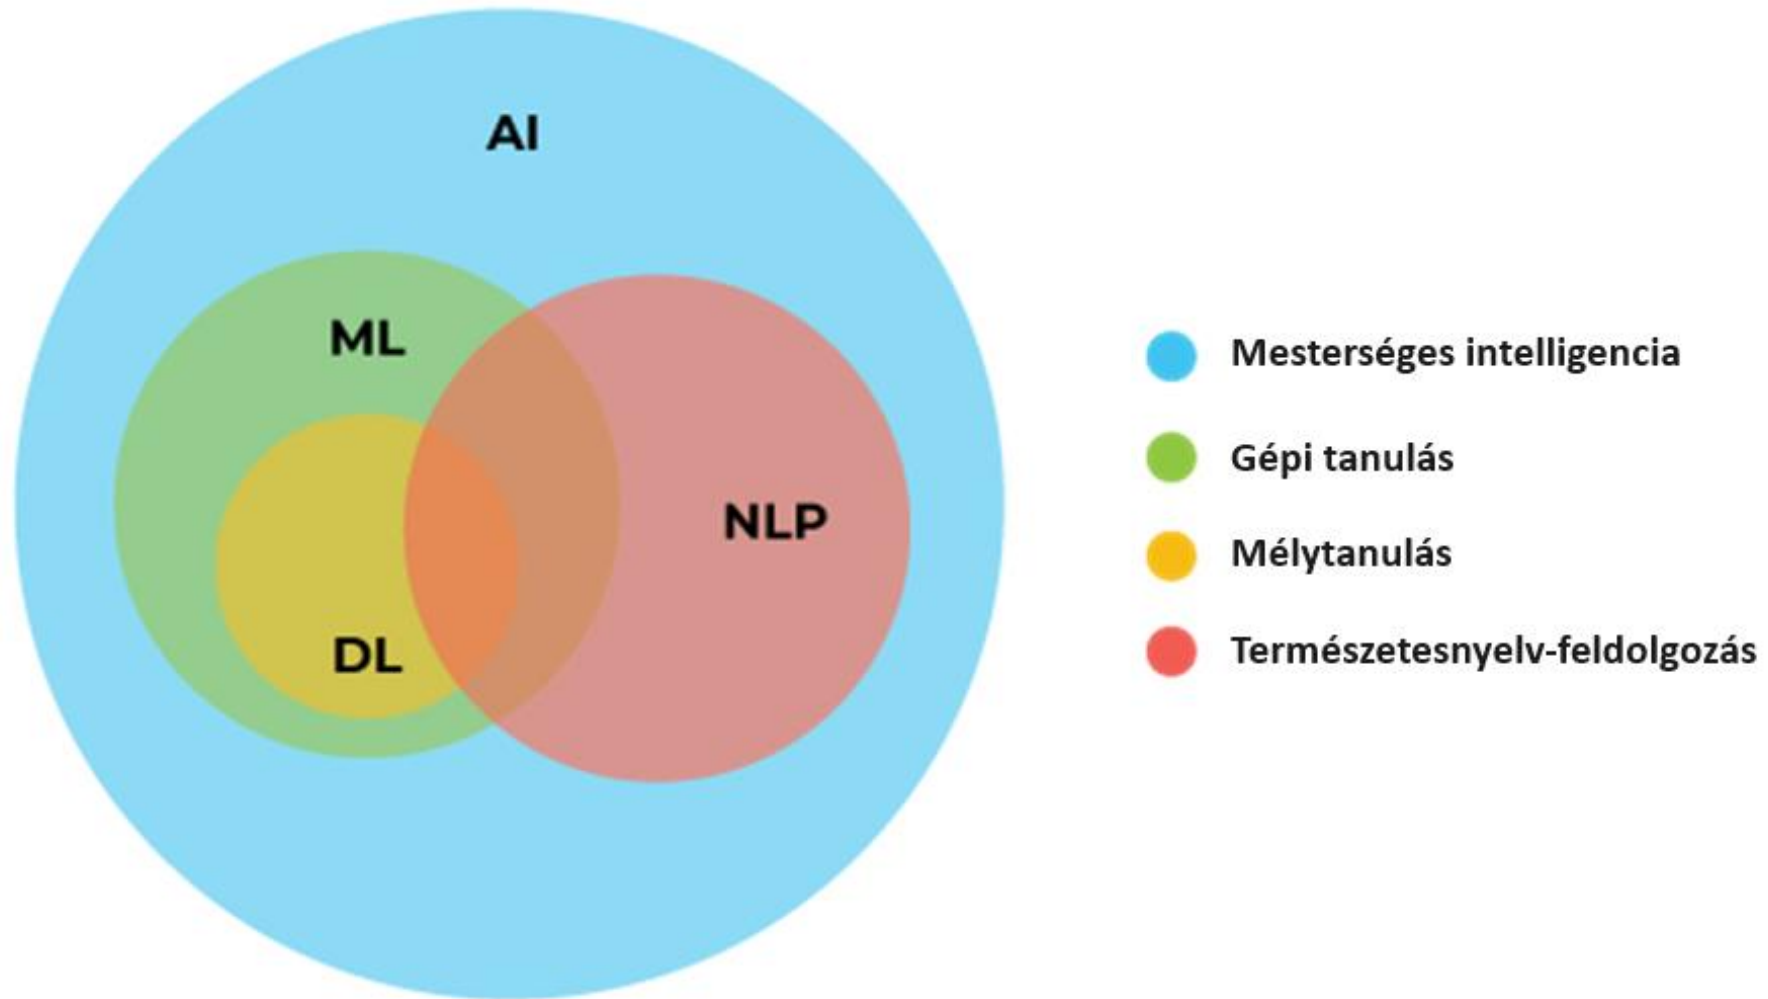 AI
ML
NLP
DL
Mesterséges intelligencia
Gépi tanulás
Mélytanulás
Természetesnyelv-feldolgozás